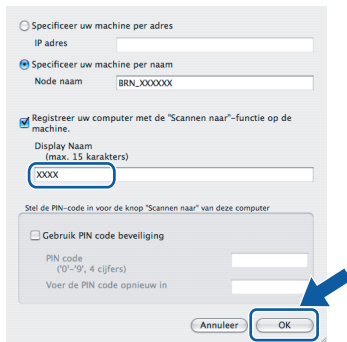 Specificeer uw machine per adres
IP adres
Specificeer uw machine per naam
Node naam
BRN_XXXXXX
Registreer uw computer met de "Scannen naar"-functie op de
machine.
Display Naam
(max. 15 karakters)
XXXX
Stel de PIN-code in voor de knop "Scannen naar" van deze computer
Gebruik PIN code beveiliging
PIN code
('0'-'9', 4 cijfers)
Voer de PIN code opnieuw in
Annuleer
OK